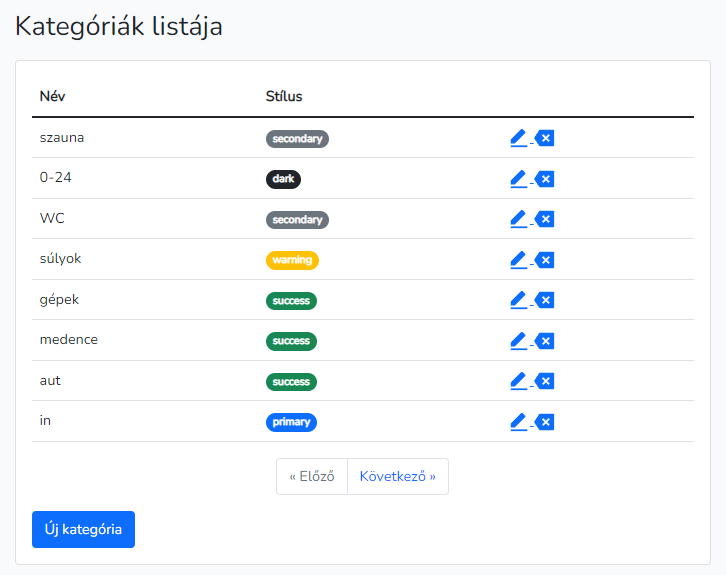 Kategóriák listája
Név Stílus
szauna secondary
0-24 dark
WC secondary
súlyok warning
gépek success
medence success
aut success
in primary
« Előző Következő »
Új kategória